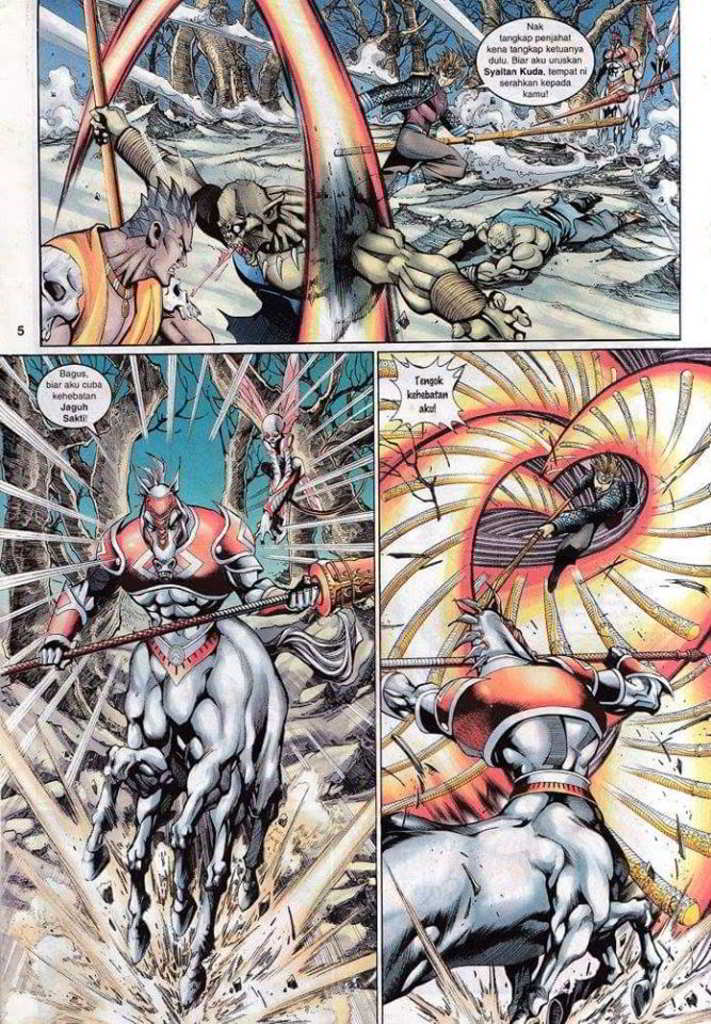 Nak
tangkap penjahat
kena tangkap ketuanya
dulu. Biar aku uruskan
Syaitan Kuda, tempat ni
serahkan kepada
kamu!
5
Bagus,
biar aku cuba
kehebatan
Jaguh
Sakti!
Tengok
kehebatan
aku!